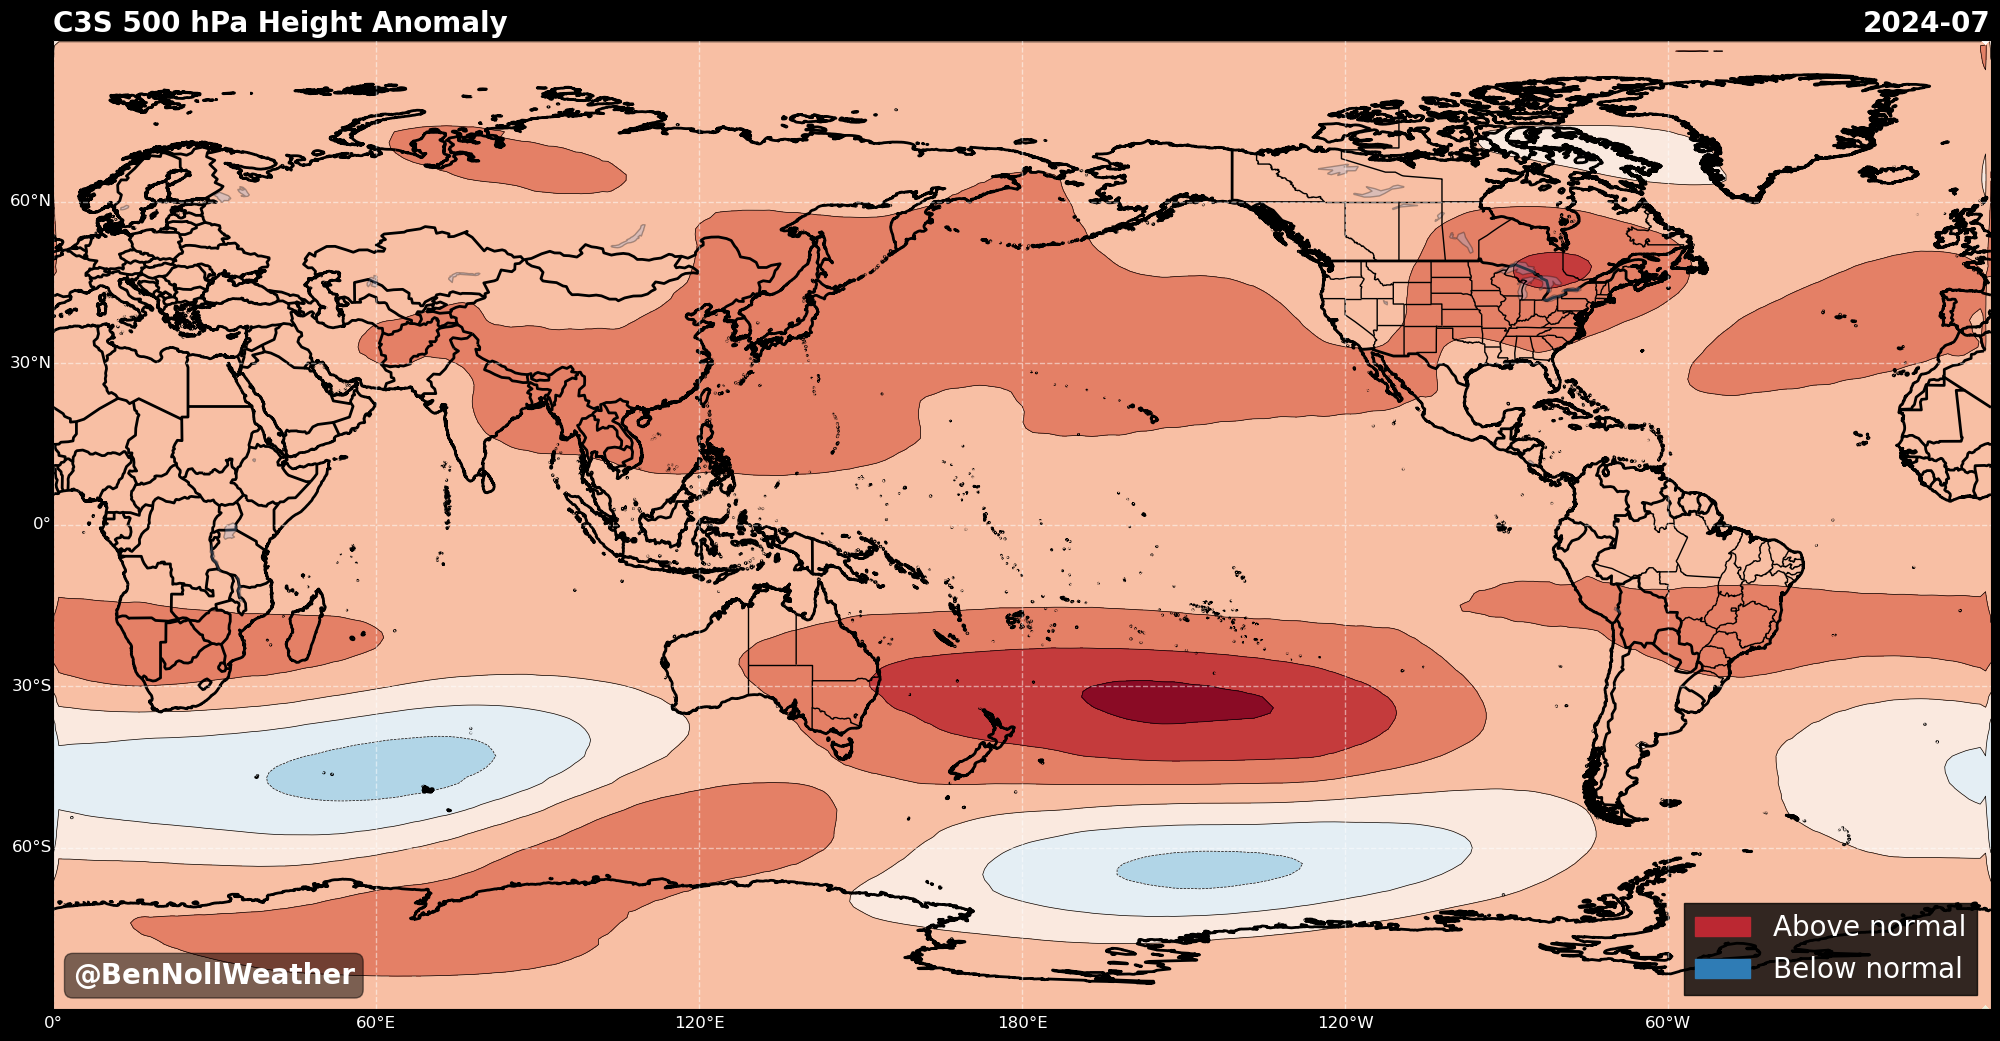 C3S 500 hPa Height Anomaly
2024-07
60°N
30°N
0°
30°S
60°S
Above normal
Below normal
@BenNollWeather
0°
60°E
120°E
180°E
120°W
60°W